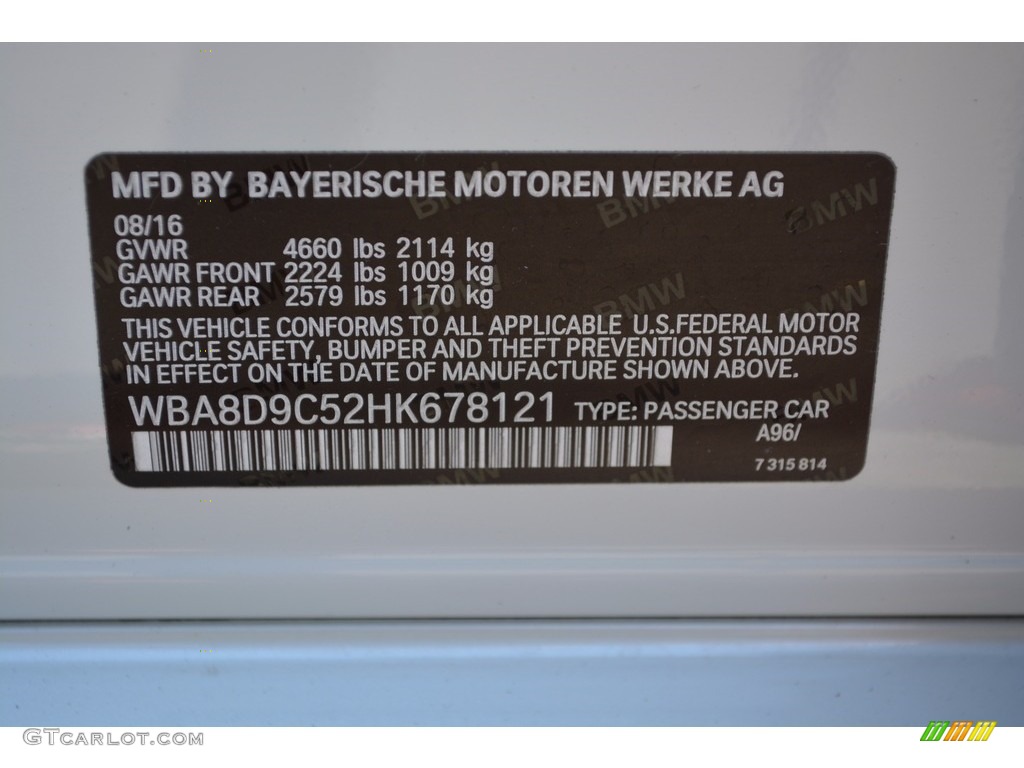 MFD BY BAYERISCHE MOTOREN WERKE AG
08/16
GVWR 4660 lbs 2114 kg
GAWR FRONT 2224 lbs 1009 kg
GAWR REAR 2579 lbs 1170 kg
THIS VEHICLE CONFORMS TO ALL APPLICABLE U.S.FEDERAL MOTOR
VEHICLE SAFETY, BUMPER AND THEFT PREVENTION STANDARDS
IN EFFECT ON THE DATE OF MANUFACTURE SHOWN ABOVE.
WBA8D9C52HK678121 TYPE: PASSENGER CAR
A96/
7 315 814
GTCarLot.com